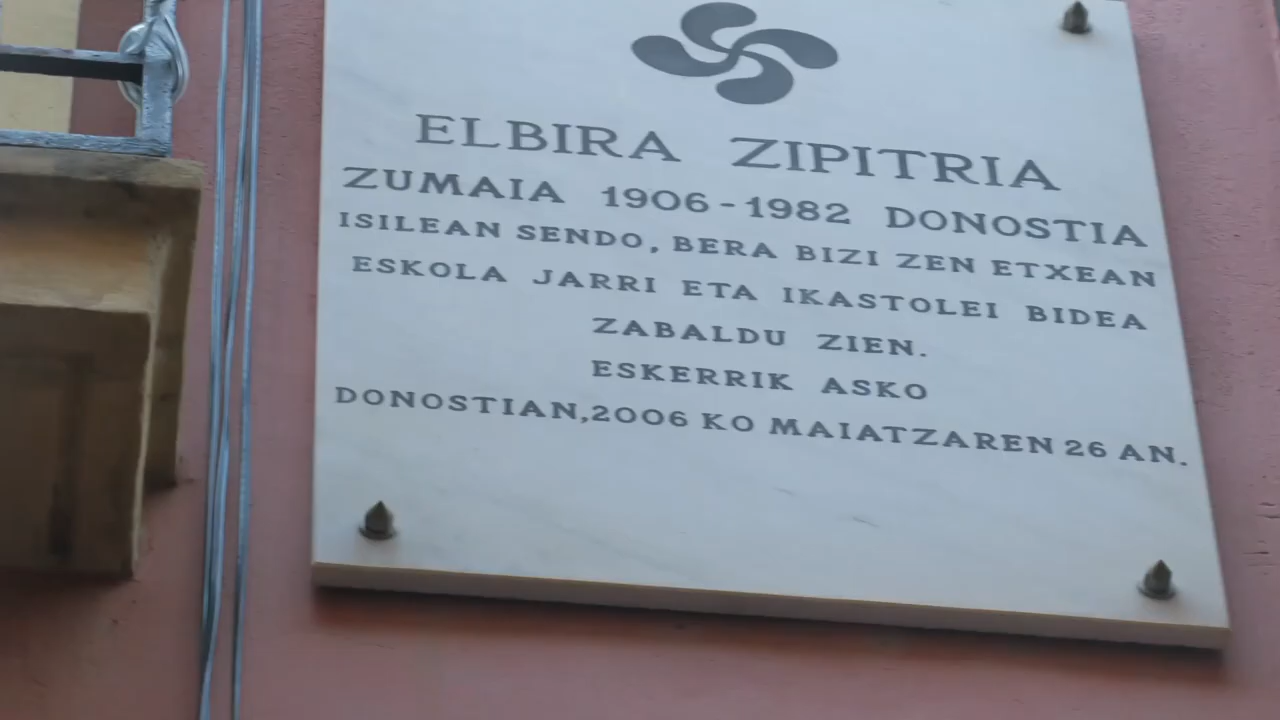 ELBIRA ZIPITRIA
ZUMAIA 1906-1982 DONOSTIA
ISILEAN SENDO, BERA BIZI ZEN ETXEAN
ESKOLA JARRI ETA IKASTOLEI BIDEA
ZABALDU ZIEN.
ESKERRIK ASKO
DONOSTIAN,2006 KO MAIATZAREN 26 AN.